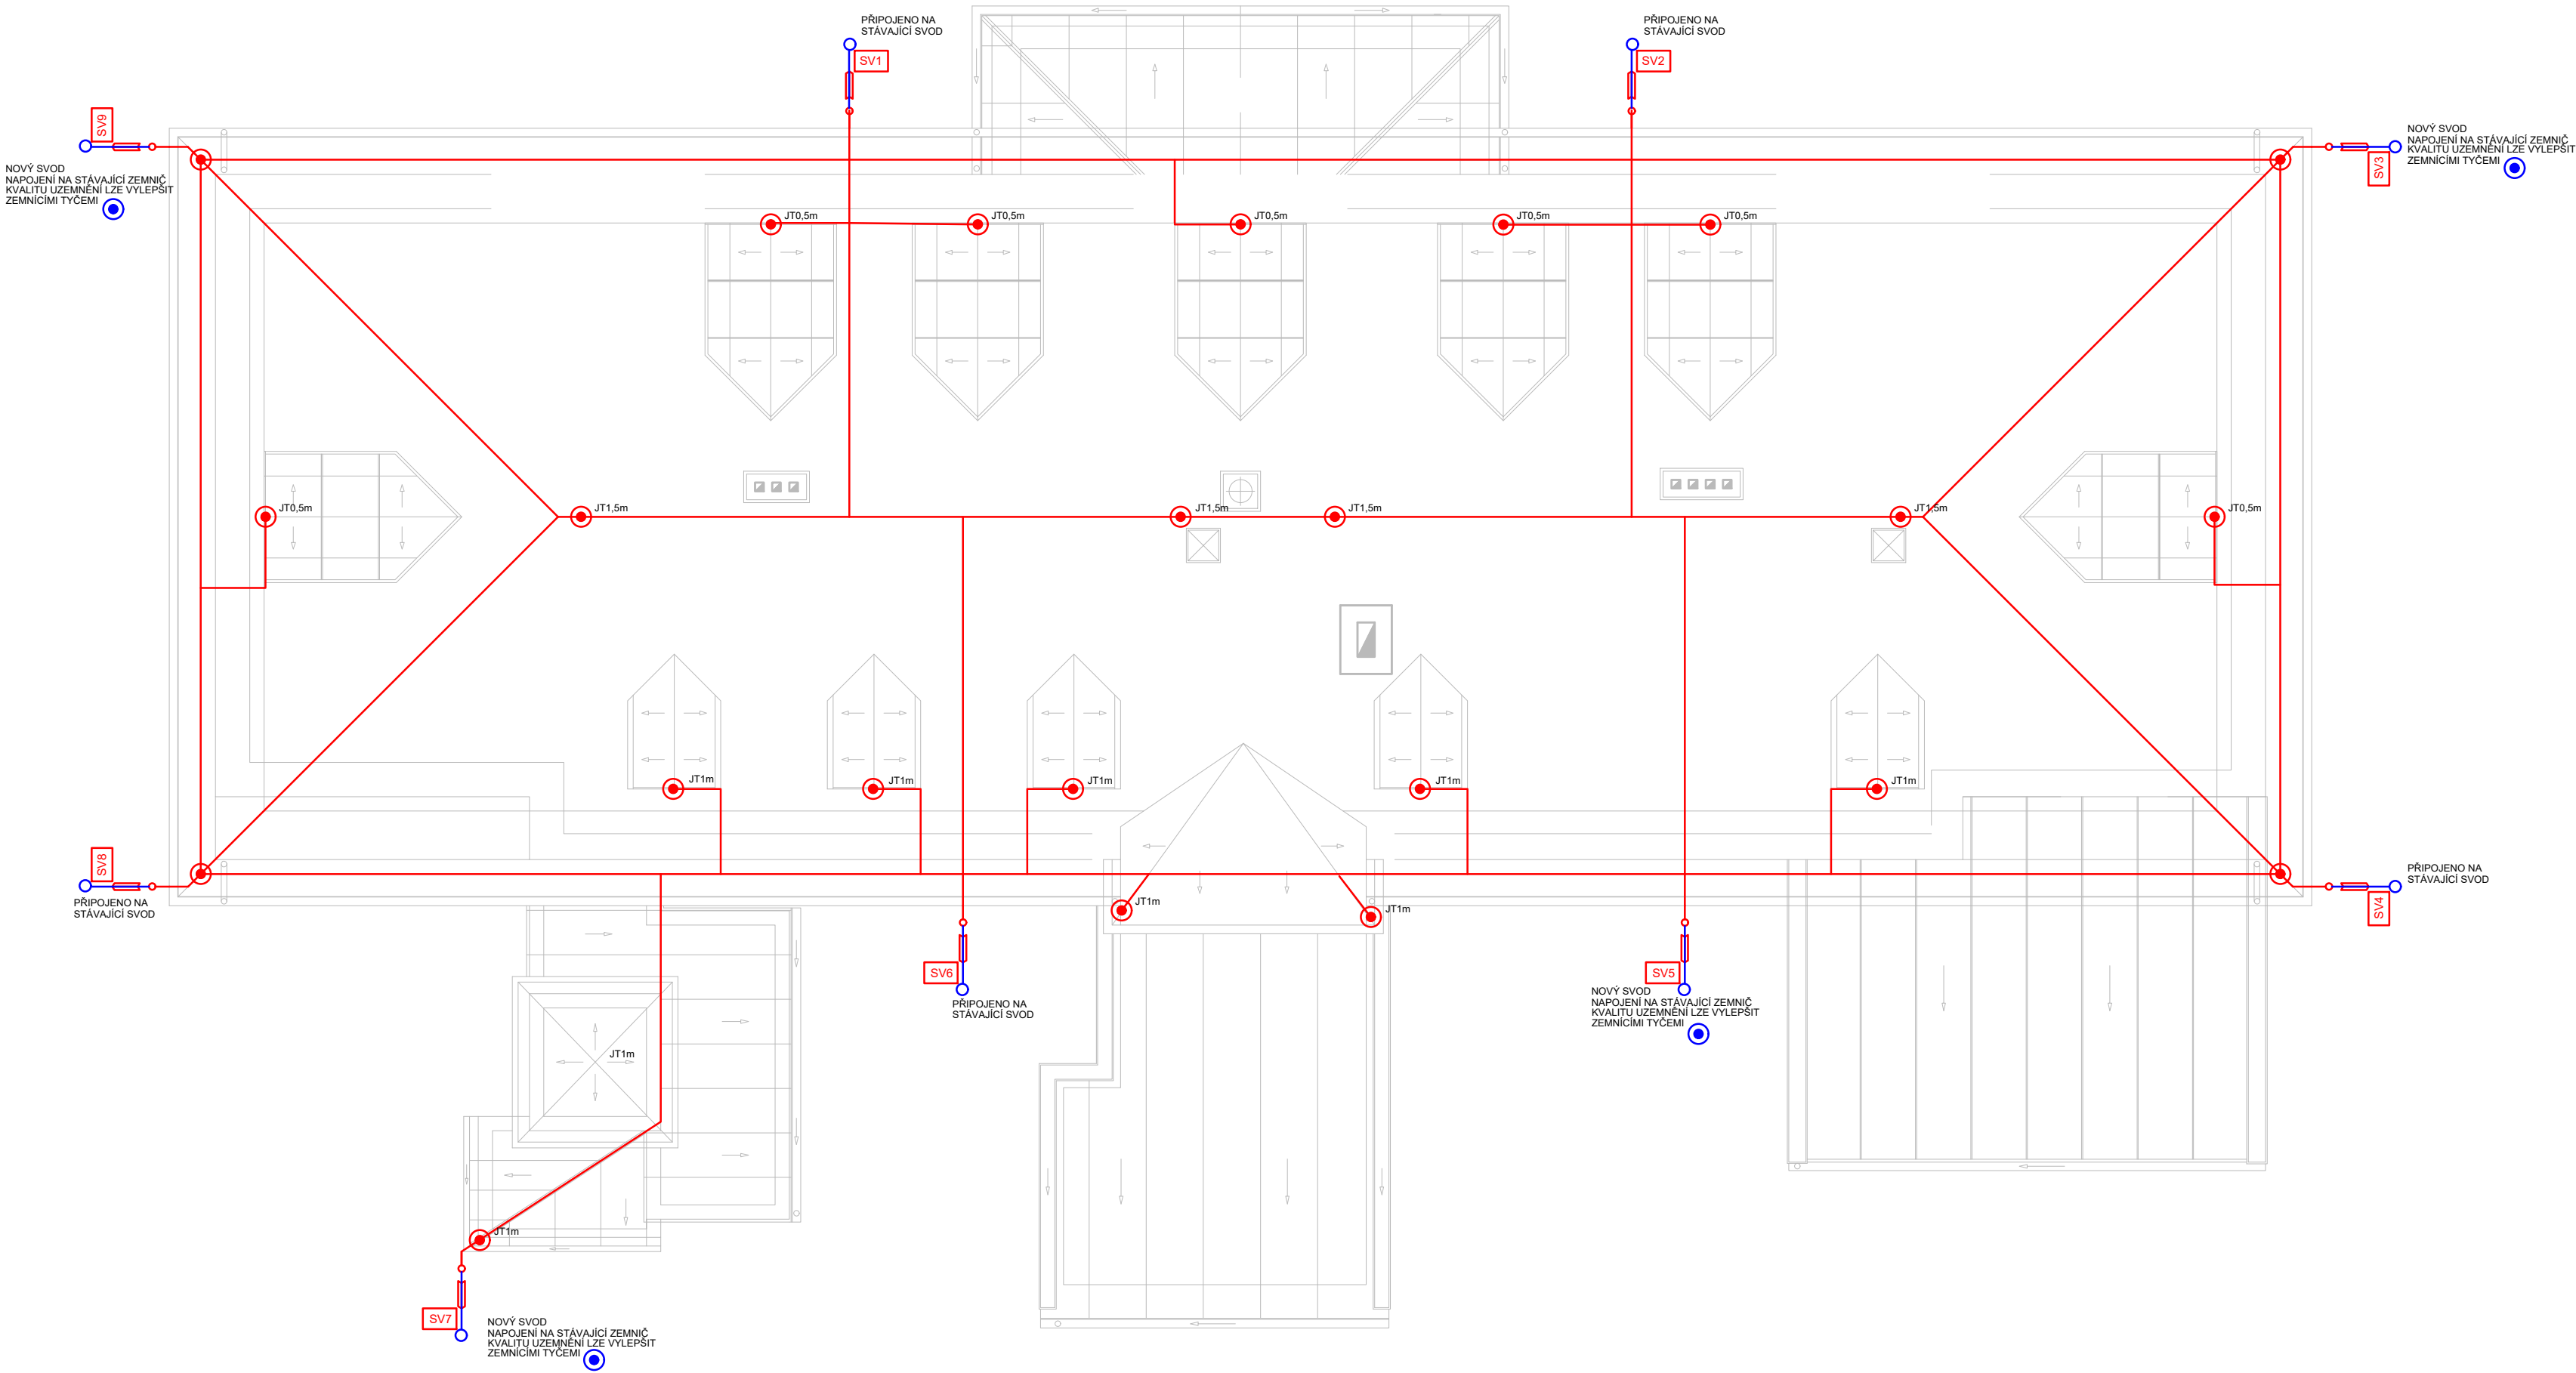 PŘIPOJENO NA
STÁVAJÍCÍ SVOD
SV1
PŘIPOJENO NA
STÁVAJÍCÍ SVOD
SV2
SV9
NOVÝ SVOD
NAPOJENÍ NA STÁVAJÍCÍ ZEMNIČ
KVALITU UZEMNĚNÍ LZE VYLEPŠIT
ZEMNÍCÍMI TYČEMI
NOVÝ SVOD
NAPOJENÍ NA STÁVAJÍCÍ ZEMNIČ
KVALITU UZEMNĚNÍ LZE VYLEPŠIT
ZEMNÍCÍMI TYČEMI
SV3
JT0,5m
JT0,5m
JT0,5m
JT0,5m
JT0,5m
JT0,5m
JT1,5m
JT1,5m
JT1,5m
JT1,5m
JT0,5m
JT1m
JT1m
JT1m
JT1m
JT1m
SV8
PŘIPOJENO NA
STÁVAJÍCÍ SVOD
JT1m
JT1m
PŘIPOJENO NA
STÁVAJÍCÍ SVOD
SV4
SV6
PŘIPOJENO NA
STÁVAJÍCÍ SVOD
SV5
NOVÝ SVOD
NAPOJENÍ NA STÁVAJÍCÍ ZEMNIČ
KVALITU UZEMNĚNÍ LZE VYLEPŠIT
ZEMNÍCÍMI TYČEMI
JT1m
JT1m
SV7
NOVÝ SVOD
NAPOJENÍ NA STÁVAJÍCÍ ZEMNIČ
KVALITU UZEMNĚNÍ LZE VYLEPŠIT
ZEMNÍCÍMI TYČEMI